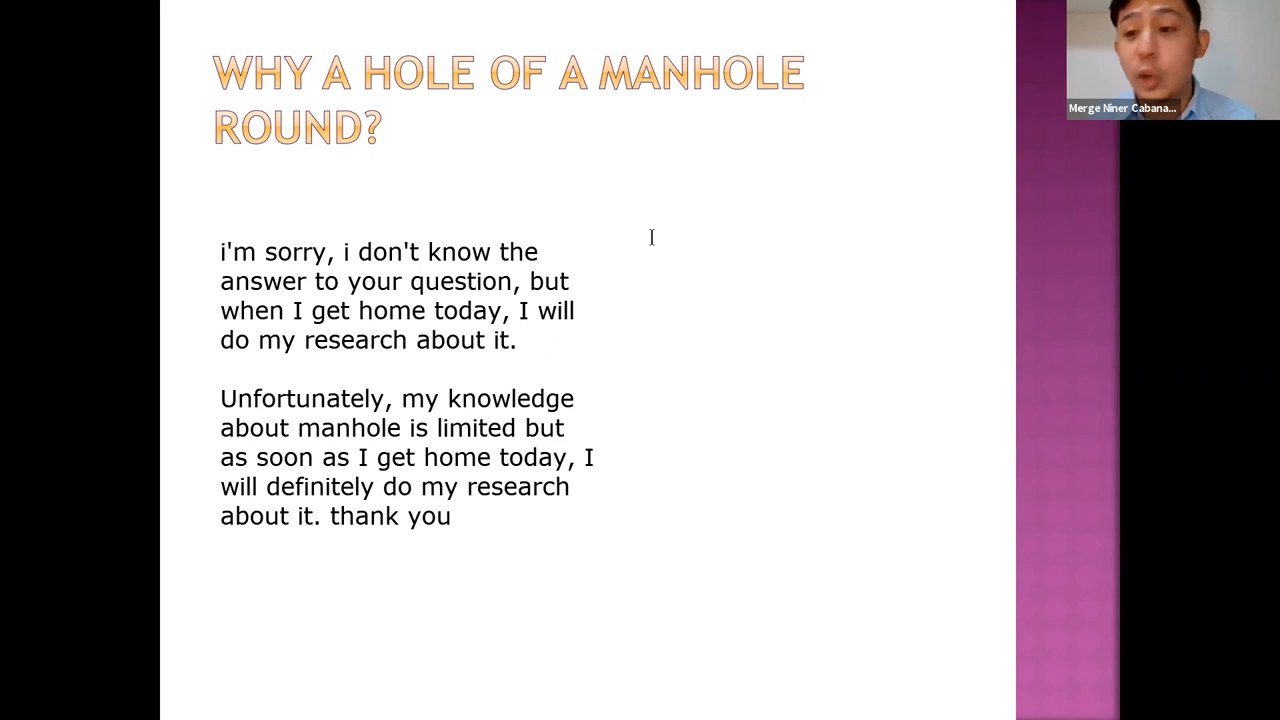 WHY A HOLE OF A MANHOLE
ROUND?
i'm sorry, i don't know the
answer to your question, but
when I get home today, I will
do my research about it.
Unfortunately, my knowledge
about manhole is limited but
as soon as I get home today, I
will definitely do my research
about it. thank you
Merge Niner Cabana...